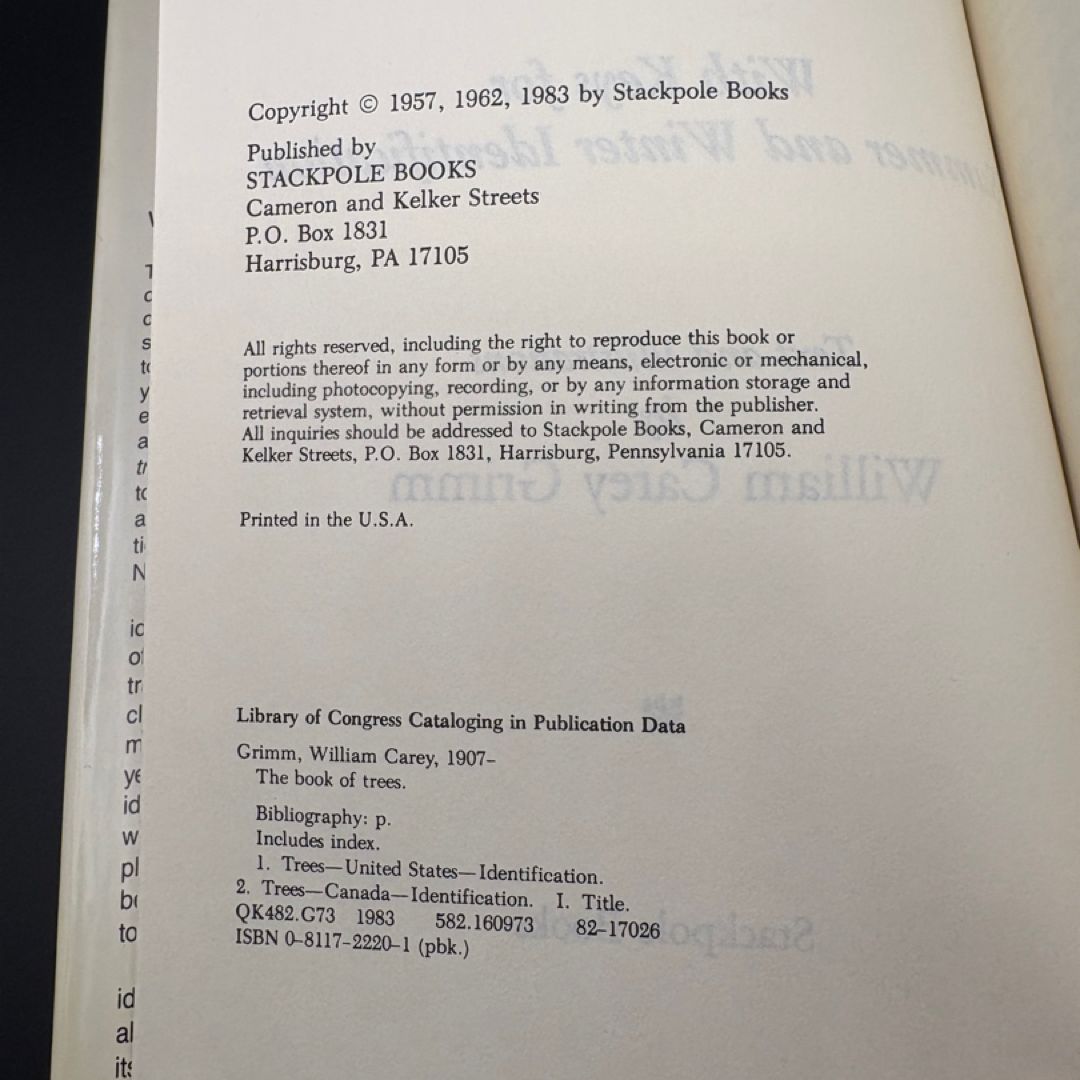 Copyright © 1957, 1962, 1983 by Stackpole Books
Published by
STACKPOLE BOOKS
Cameron and Kelker Streets
P.O. Box 1831
Harrisburg, PA 17105
All rights reserved, including the right to reproduce this book or
portions thereof in any form or by any means, electronic or mechanical,
including photocopying, recording, or by any information storage and
retrieval system, without permission in writing from the publisher.
All inquiries should be addressed to Stackpole Books, Cameron and
Kelker Streets, P.O. Box 1831, Harrisburg, Pennsylvania 17105.
William Carey Grimm
Printed in the U.S.A.
Library of Congress Cataloging in Publication Data
Grimm, William Carey, 1907–
The book of trees.
Bibliography: p.
Includes index.
1. Trees—United States—Identification.
2. Trees—Canada—Identification. I. Title.
QK482.G73 1983 582.160973 82–17026
ISBN 0–8117–2220–1 (pbk.)